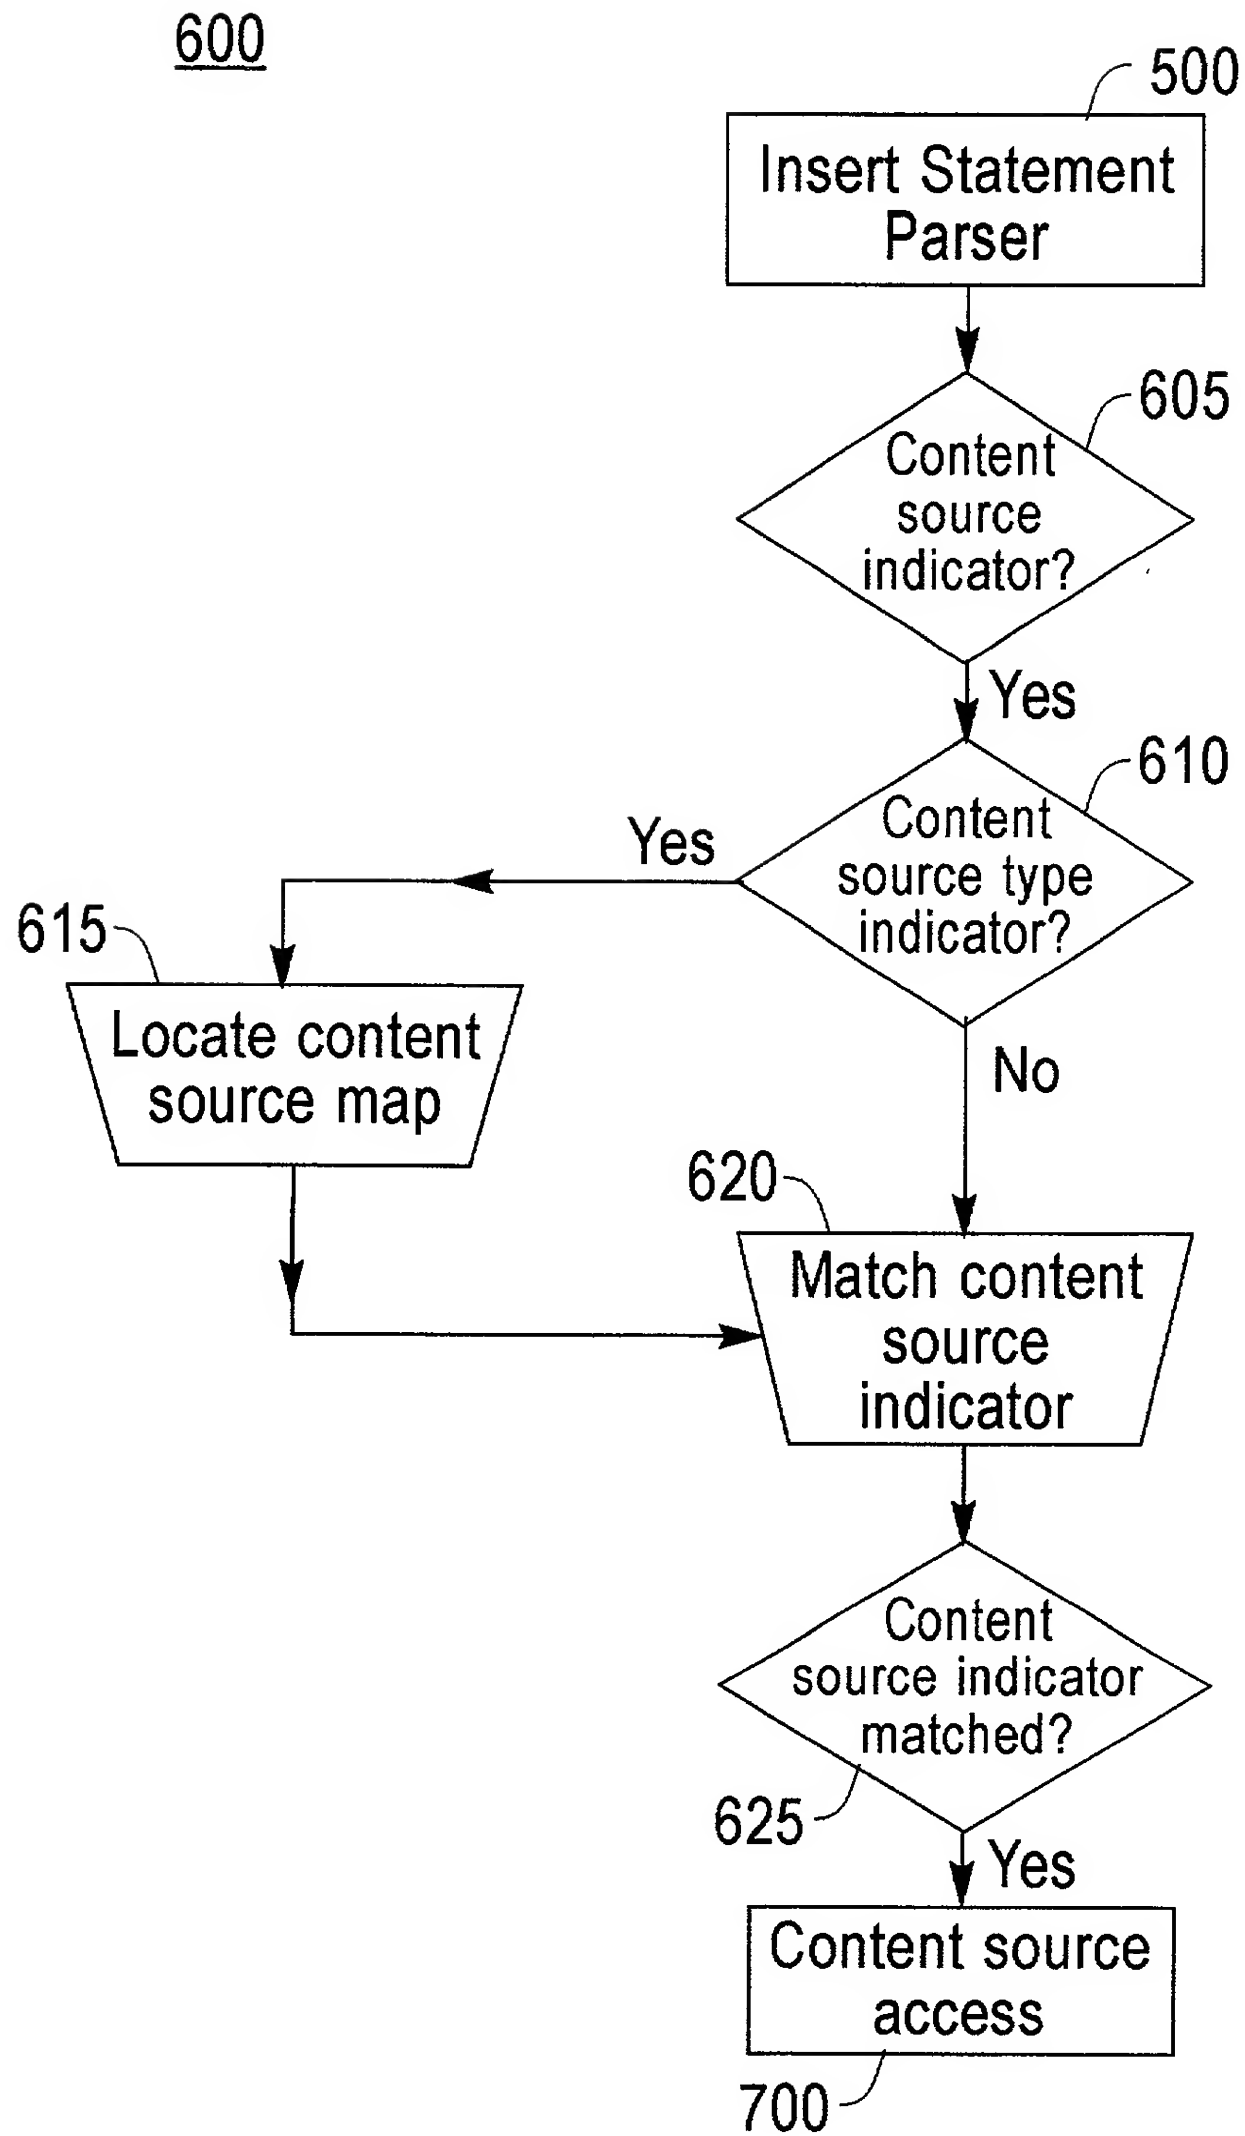 600
500
Insert Statement
Parser
605
Content
source
indicator?
Yes
610
Content
source type
indicator?
Yes
615
Locate content
source map
No
620
Match content
source
indicator
Content
source indicator
matched?
625
Yes
Content source
access
700